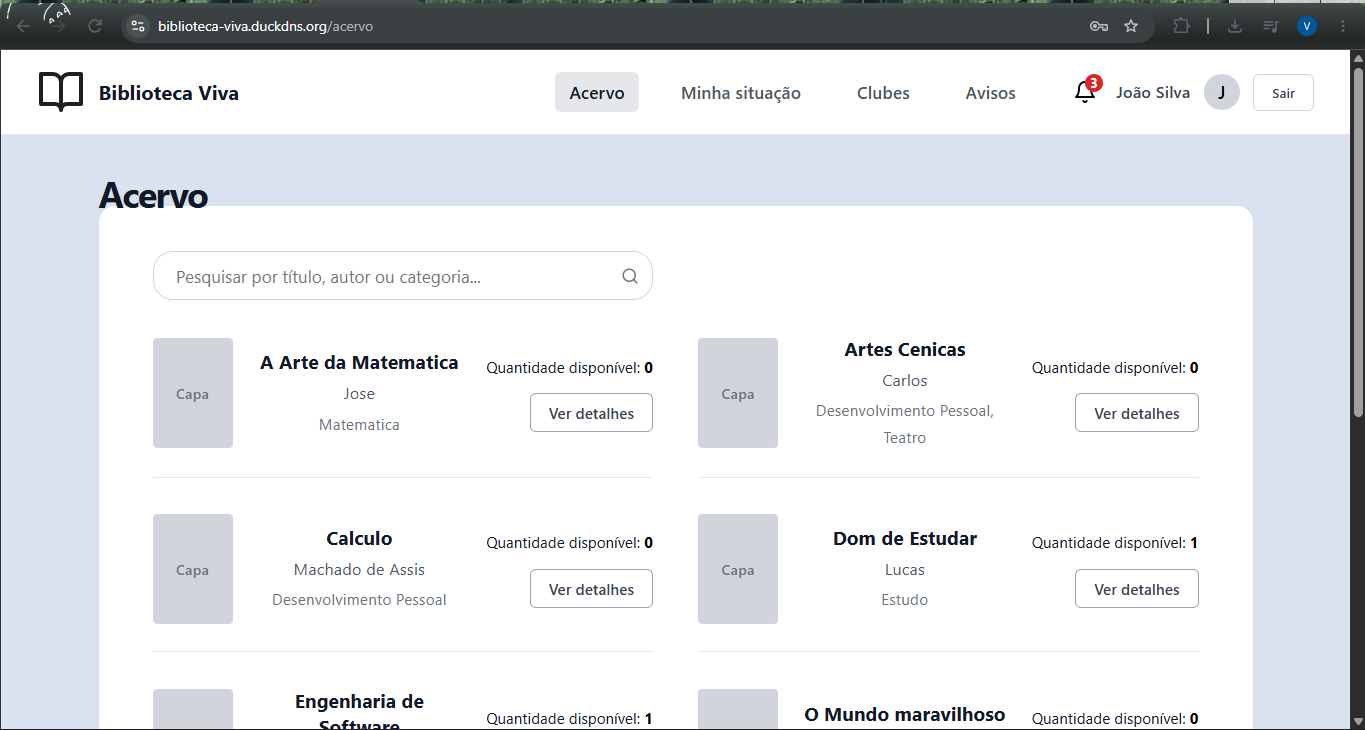 biblioteca-viva.duckdns.org/acervo
V
Biblioteca Viva
Acervo
Minha situação
Clubes
Avisos
3
João Silva
J
Sair
Acervo
Pesquisar por título, autor ou categoria...
Capa
A Arte da Matematica
Jose
Matematica
Quantidade disponível: 0
Ver detalhes
Capa
Artes Cenicas
Carlos
Desenvolvimento Pessoal,
Teatro
Quantidade disponível: 0
Ver detalhes
Capa
Calculo
Machado de Assis
Desenvolvimento Pessoal
Quantidade disponível: 0
Ver detalhes
Capa
Dom de Estudar
Lucas
Estudo
Quantidade disponível: 1
Ver detalhes
Engenharia de
Software
Quantidade disponível: 1
O Mundo maravilhoso
Quantidade disponível: 0